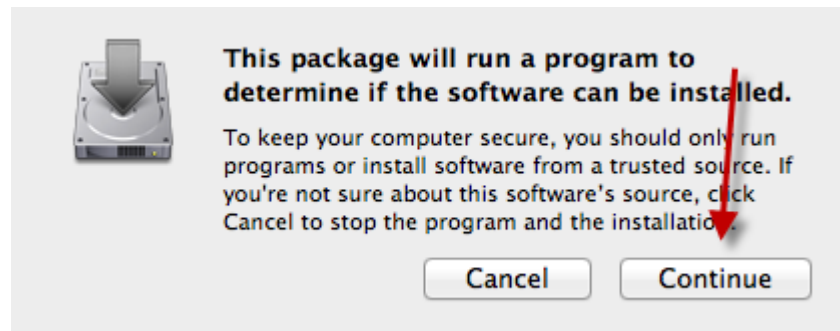 This package will run a program to
determine if the software can be installed.
To keep your computer secure, you should only run
programs or install software from a trusted source. If
you're not sure about this software's source, click
Cancel to stop the program and the installation.
Cancel
Continue